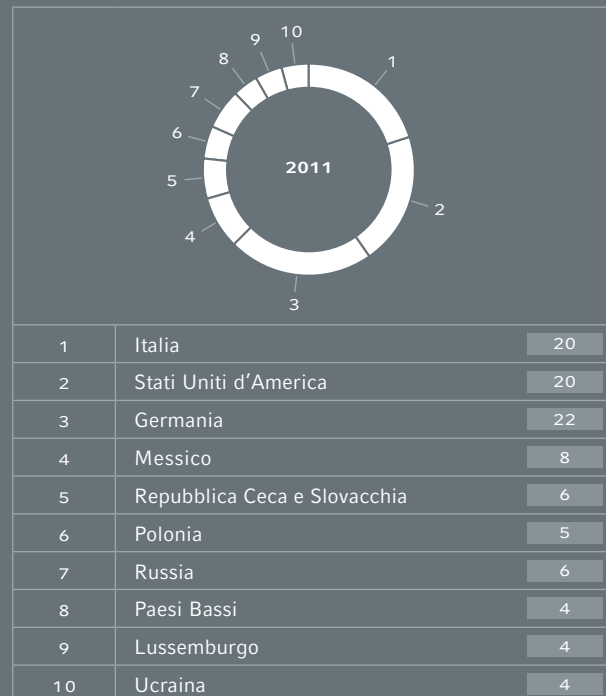 10
9
1
8
7
6
2011
5
2
4
3
1 Italia 20
2 Stati Uniti d’America 20
3 Germania 22
4 Messico 8
5 Repubblica Ceca e Slovacchia 6
6 Polonia 5
7 Russia 6
8 Paesi Bassi 4
9 Lussemburgo 4
10 Ucraina 4